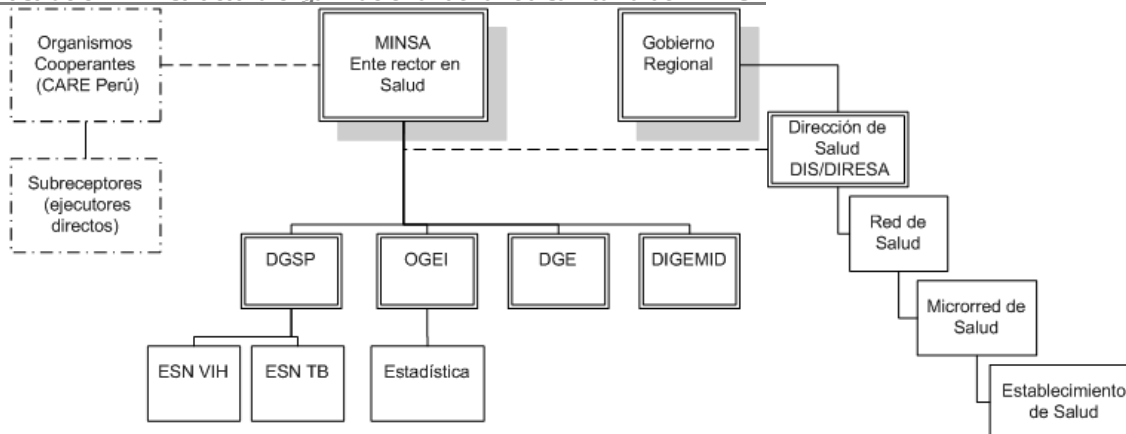 Organismos
Cooperantes
(CARE Perú)
MINSA
Ente rector en
Salud
Gobierno
Regional
Dirección de
Salud
DIS/DIRESA
Subreceptores
(ejecutores
directos)
Red de
Salud
DGSP
OGEI
DGE
DIGEMID
Microrred de
Salud
ESN VIH
ESN TB
Estadística
Establecimiento
de Salud